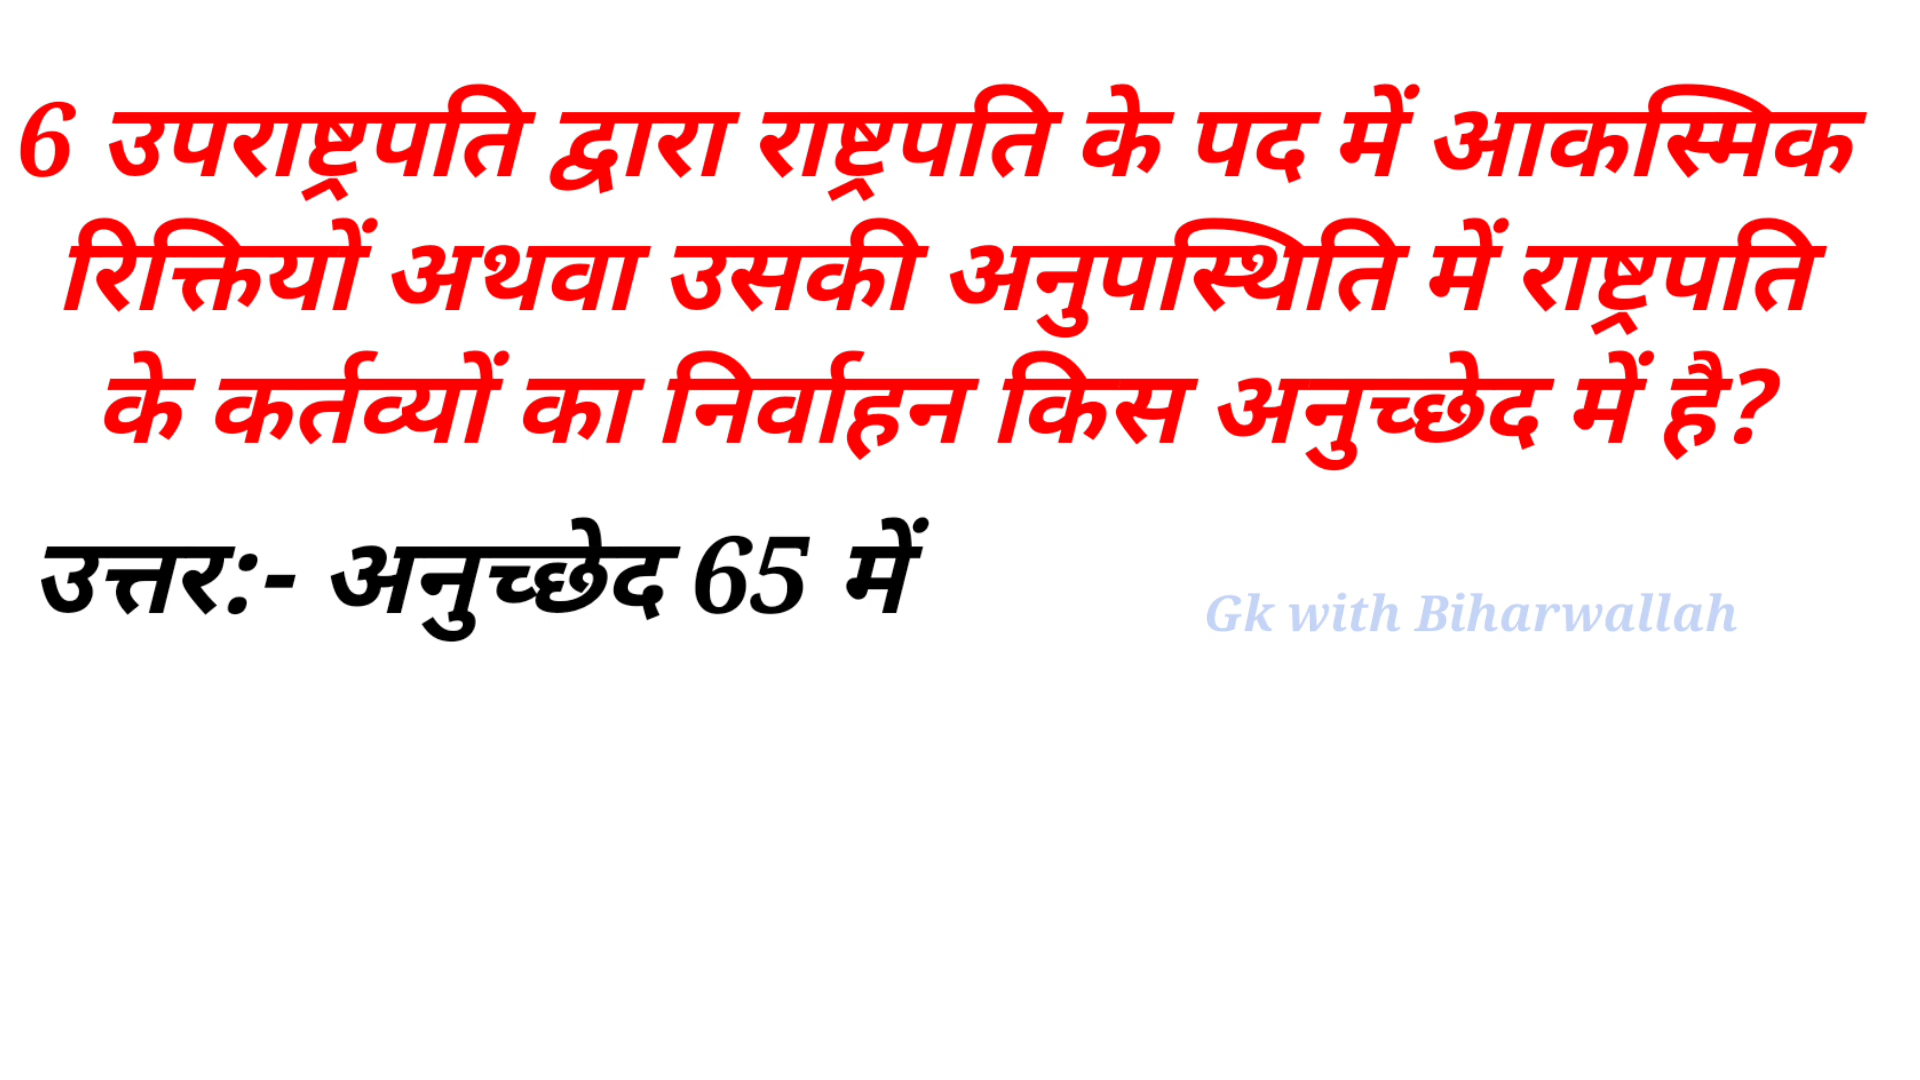 6 उपराष्ट्रपति द्वारा राष्ट्रपति के पद में आकस्मिक
रिक्तियों अथवा उसकी अनुपस्थिति में राष्ट्रपति
के कर्तव्यों का निर्वाहन किस अनुच्छेद में है?
उत्तर:- अनुच्छेद 65 में
Gk with Biharwallah